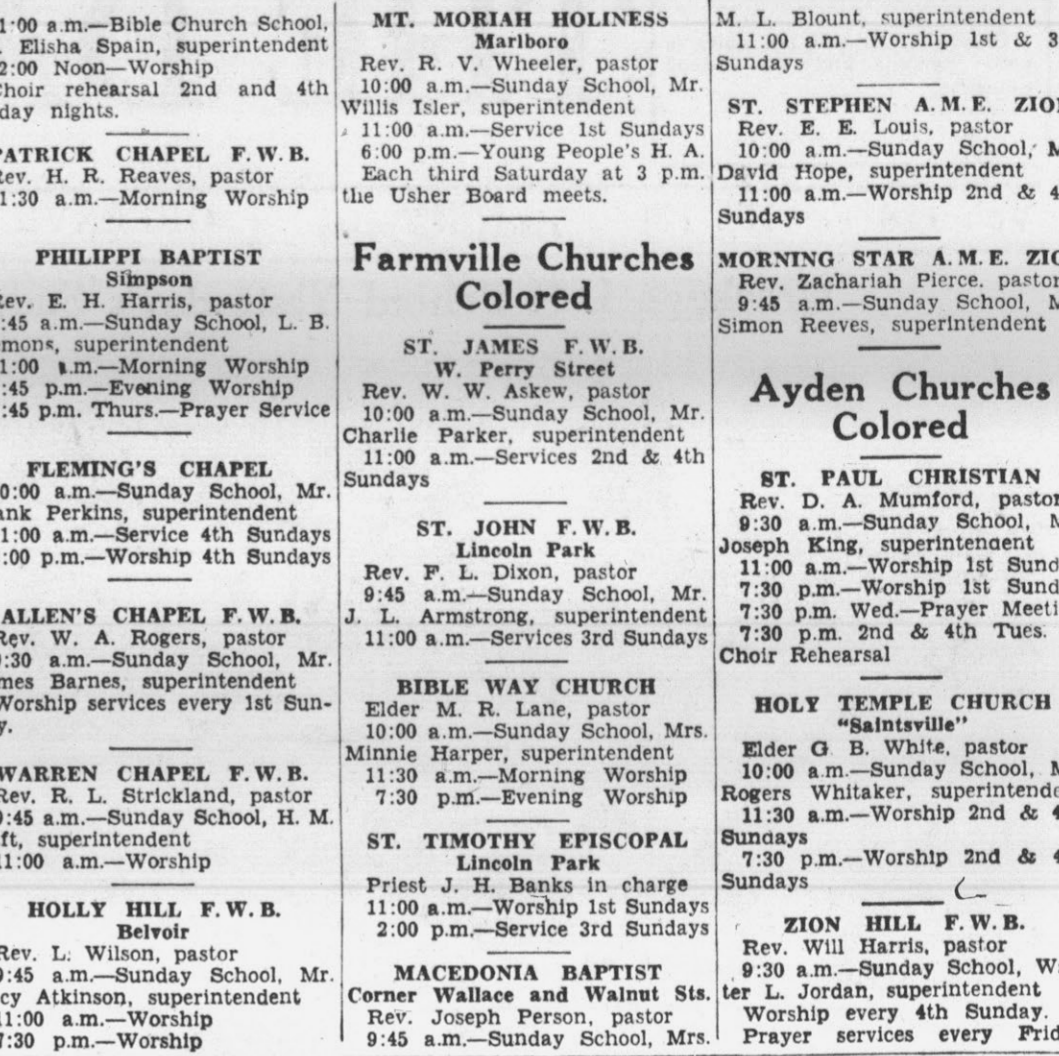 1:00 a.m.—Bible Church School,
. Elisha Spain, superintendent
2:00 Noon—Worship
hoir rehearsal 2nd and 4th
day nights.
PATRICK CHAPEL F. W. B.
Rev. H. R. Reaves, pastor
1:30 a.m.—Morning Worship
PHILIPPI BAPTIST
Simpson
Rev. E. H. Harris, pastor
:45 a.m.—Sunday School, L. B.
mons, superintendent
1:00 a.m.—Morning Worship
:45 p.m.—Evening Worship
:45 p.m. Thurs.—Prayer Service
FLEMING'S CHAPEL
0:00 a.m.—Sunday School, Mr.
ank Perkins, superintendent
1:00 a.m.—Service 4th Sundays
:00 p.m.—Worship 4th Sundays
ALLEN'S CHAPEL F. W. B.
Rev. W. A. Rogers, pastor
:30 a.m.—Sunday School, Mr.
mes Barnes, superintendent
Worship services every 1st Sun-
y.
WARREN CHAPEL F. W. B.
Rev. R. L. Strickland, pastor
9:45 a.m.—Sunday School, H. M.
ft, superintendent
11:00 a.m.—Worship
HOLLY HILL F. W. B.
Belvoir
Rev. L. Wilson, pastor
9:45 a.m.—Sunday School, Mr.
cy Atkinson, superintendent
11:00 a.m.—Worship
7:30 p.m.—Worship
MT. MORIAH HOLINESS
Marlboro
Rev. R. V. Wheeler, pastor
10:00 a.m.—Sunday School, Mr.
Willis Isler, superintendent
11:00 a.m.—Service 1st Sundays
6:00 p.m.—Young People's H. A.
Each third Saturday at 3 p.m.
the Usher Board meets.
Farmville Churches
Colored
ST. JAMES F. W. B.
W. Perry Street
Rev. W. W. Askew, pastor
10:00 a.m.—Sunday School, Mr.
Charlie Parker, superintendent
11:00 a.m.—Services 2nd & 4th
Sundays
ST. JOHN F. W. B.
Lincoln Park
Rev. F. L. Dixon, pastor
9:45 a.m.—Sunday School, Mr.
J. L. Armstrong, superintendent
11:00 a.m.—Services 3rd Sundays
BIBLE WAY CHURCH
Elder M. R. Lane, pastor
10:00 a.m.—Sunday School, Mrs.
Minnie Harper, superintendent
11:30 a.m.—Morning Worship
7:30 p.m.—Evening Worship
ST. TIMOTHY EPISCOPAL
Lincoln Park
Priest J. H. Banks in charge
11:00 a.m.—Worship 1st Sundays
2:00 p.m.—Service 3rd Sundays
MACEDONIA BAPTIST
Corner Wallace and Walnut Sts.
Rev. Joseph Person, pastor
9:45 a.m.—Sunday School, Mrs.
M. L. Blount, superintendent
11:00 a.m.—Worship 1st & 3
Sundays
ST. STEPHEN A. M. E. ZIO
Rev. E. E. Louis, pastor
10:00 a.m.—Sunday School, M
David Hope, superintendent
11:00 a.m.—Worship 2nd & 4
Sundays
MORNING STAR A. M. E. ZIO
Rev. Zachariah Pierce. pastor
9:45 a.m.—Sunday School, M
Simon Reeves, superintendent
Ayden Churches
Colored
ST. PAUL CHRISTIAN
Rev. D. A. Mumford, pastor
9:30 a.m.—Sunday School, M
Joseph King, superintendent
11:00 a.m.—Worship 1st Sund
7:30 p.m.—Worship 1st Sund
7:30 p.m. Wed.—Prayer Meeti
7:30 p.m. 2nd & 4th Tues.
Choir Rehearsal
HOLY TEMPLE CHURCH
"Saintsville"
Elder G B. White, pastor
10:00 a.m.—Sunday School, M
Rogers Whitaker, superintende
11:30 a.m.—Worship 2nd & 4
Sundays
7:30 p.m.—Worship 2nd & 4
Sundays
ZION HILL F. W. B.
Rev. Will Harris, pastor
9:30 a.m.—Sunday School, Wa
ter L. Jordan, superintendent
Worship every 4th Sunday.
Prayer services every Frid